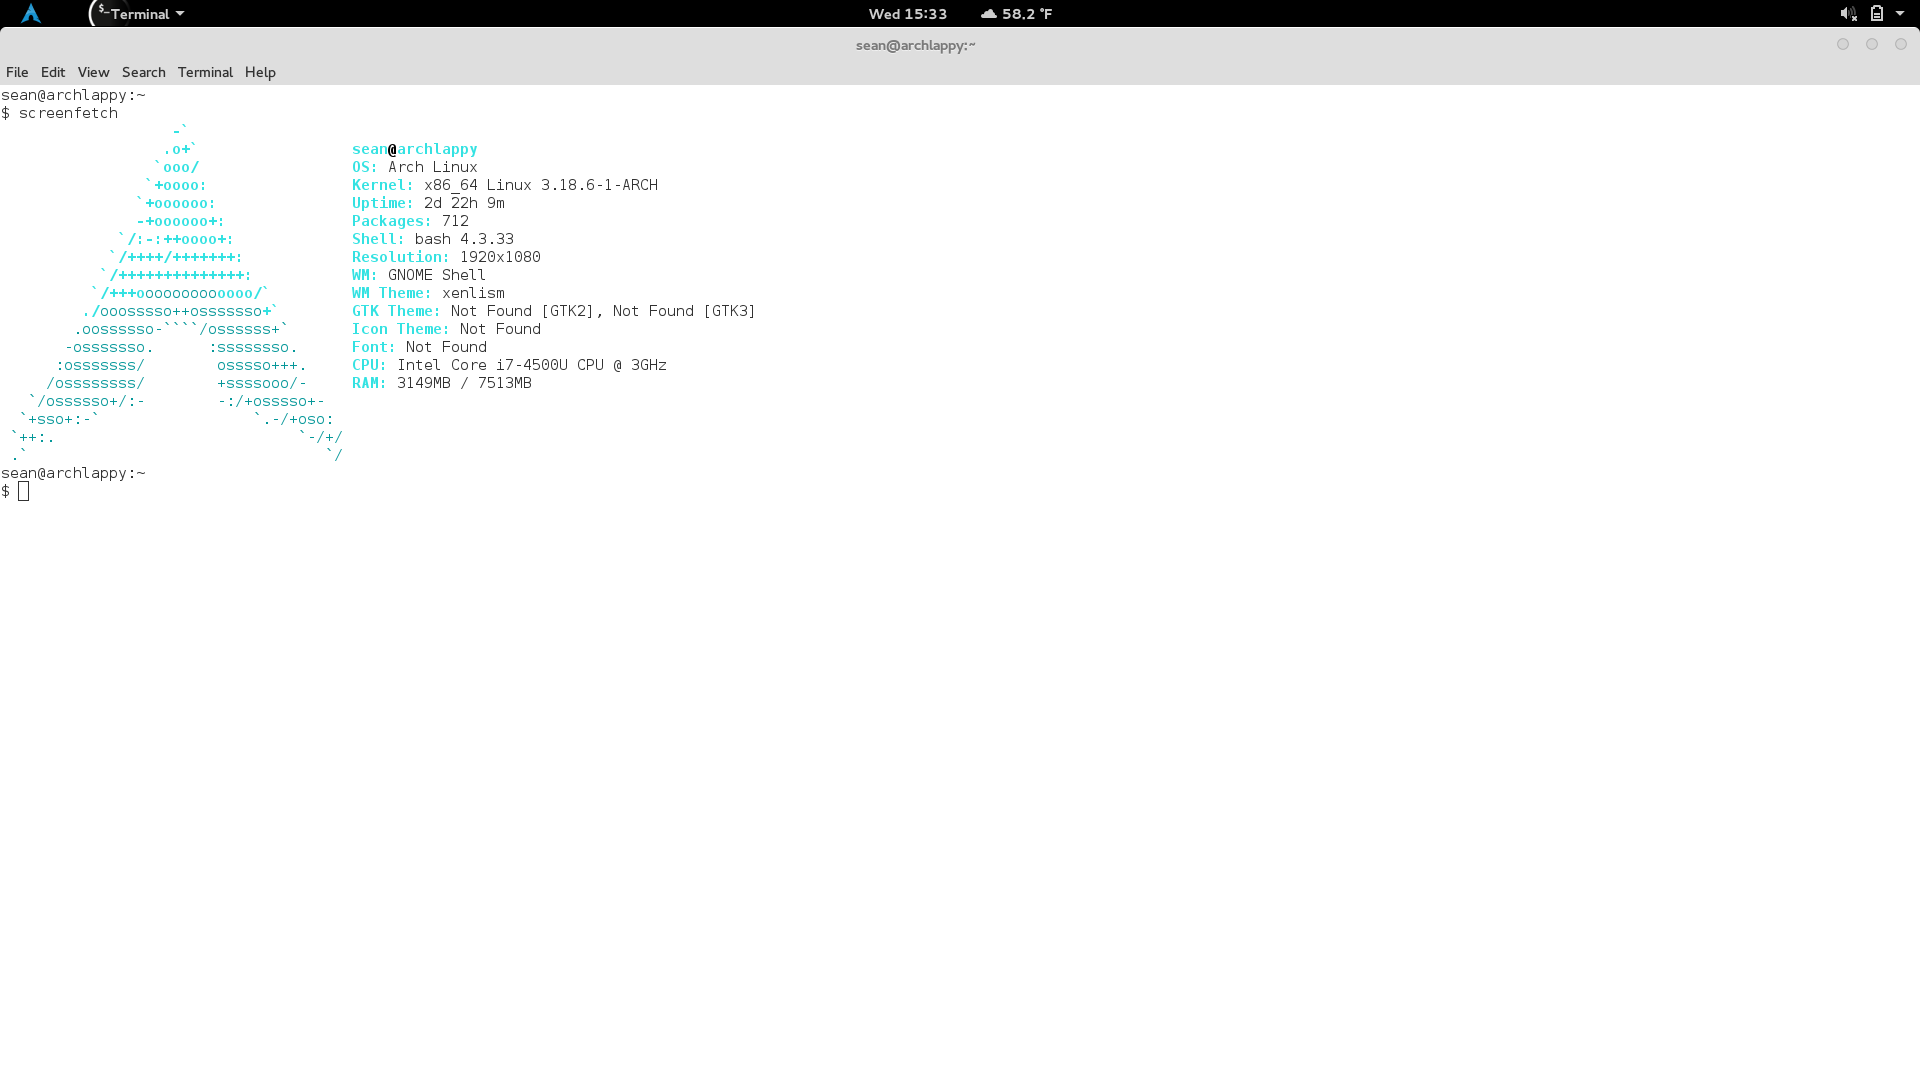 $_Terminal Wed 15:33 58.2 °F
sean@archlappy:~
File Edit View Search Terminal Help
sean@archlappy:~
$ screenfetch
-`
.o+` sean@archlappy
`ooo/ OS: Arch Linux
`+oooo: Kernel: x86_64 Linux 3.18.6-1-ARCH
`+oooooo: Uptime: 2d 22h 9m
-+oooooo+: Packages: 712
`/:-:++oooo+: Shell: bash 4.3.33
`/++++/+++++++: Resolution: 1920x1080
`/++++++++++++++: WM: GNOME Shell
`/+++ooooooooooooo/` WM Theme: xenlism
./ooosssso++osssssso+` GTK Theme: Not Found [GTK2], Not Found [GTK3]
.oossssso-````/ossssss+` Icon Theme: Not Found
-osssssso. :ssssssso. Font: Not Found
:osssssss/ osssso+++. CPU: Intel Core i7-4500U CPU @ 3GHz
/ossssssss/ +ssssooo/- RAM: 3149MB / 7513MB
`/ossssso+/:- -:/+osssso+-
`+sso+:-` `.-/+oso:
`++:. `-/+/
.` `/
sean@archlappy:~
$